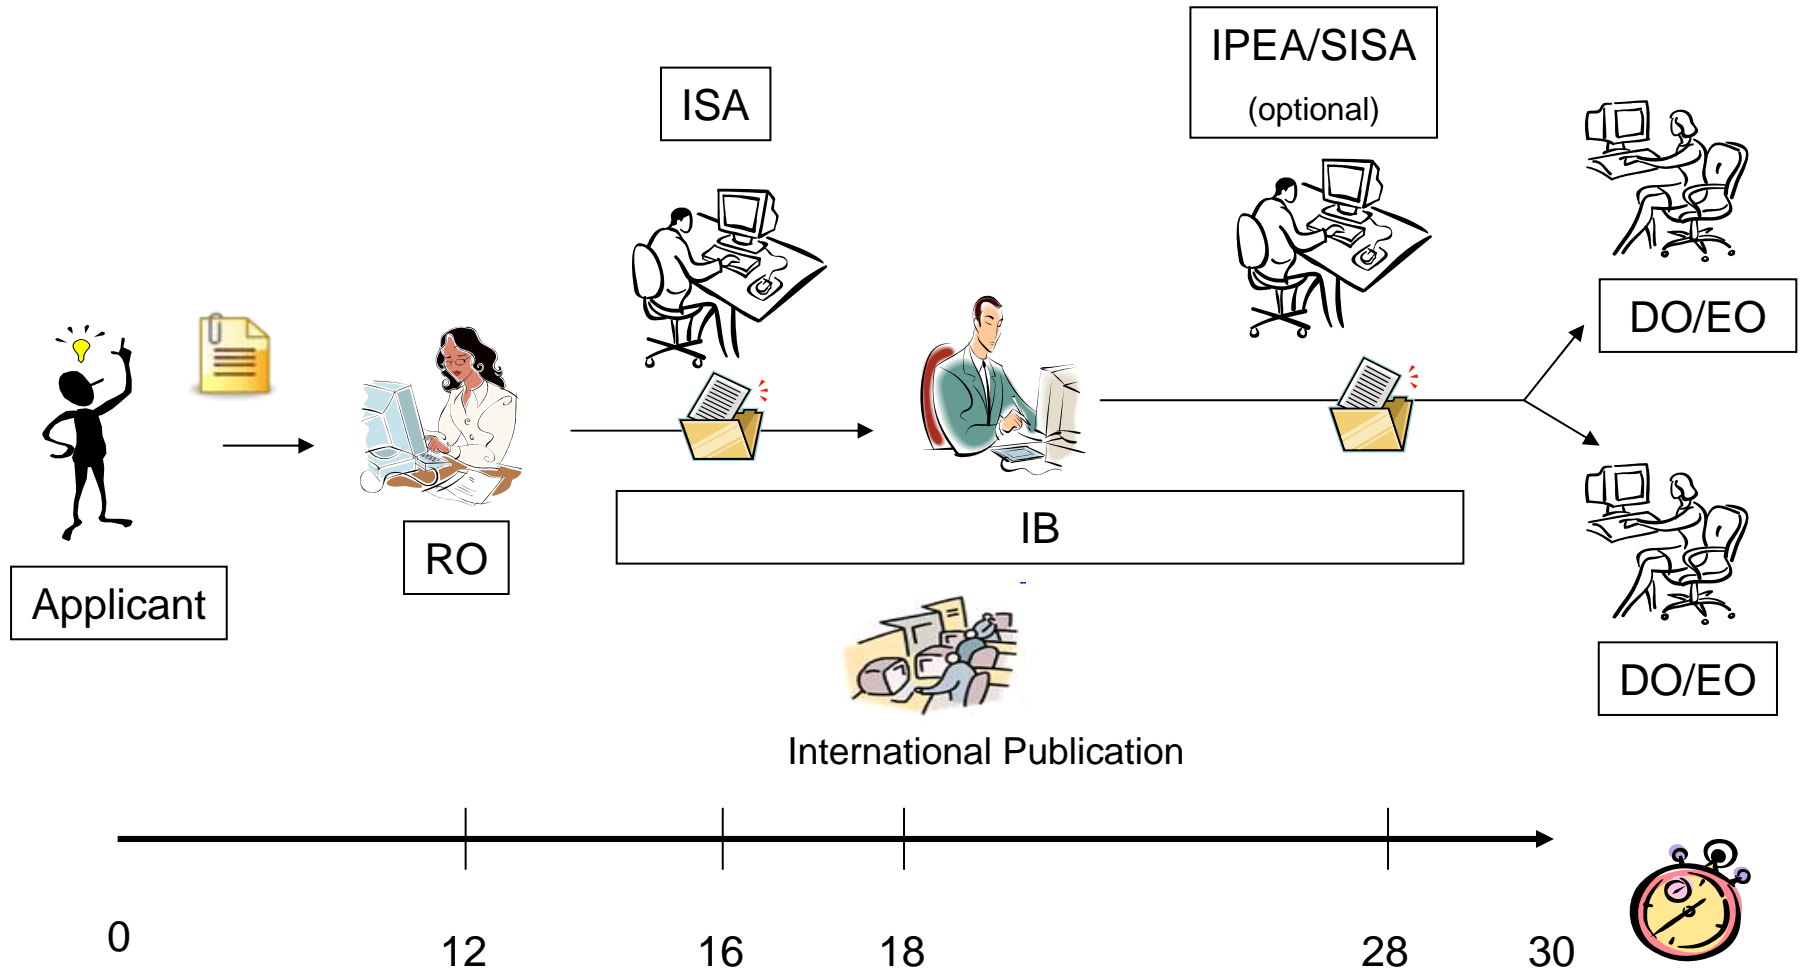 IPEA/SISA
(optional)
ISA
DO/EO
IB
RO
Applicant
DO/EO
International Publication
0
12
16
18
28
30